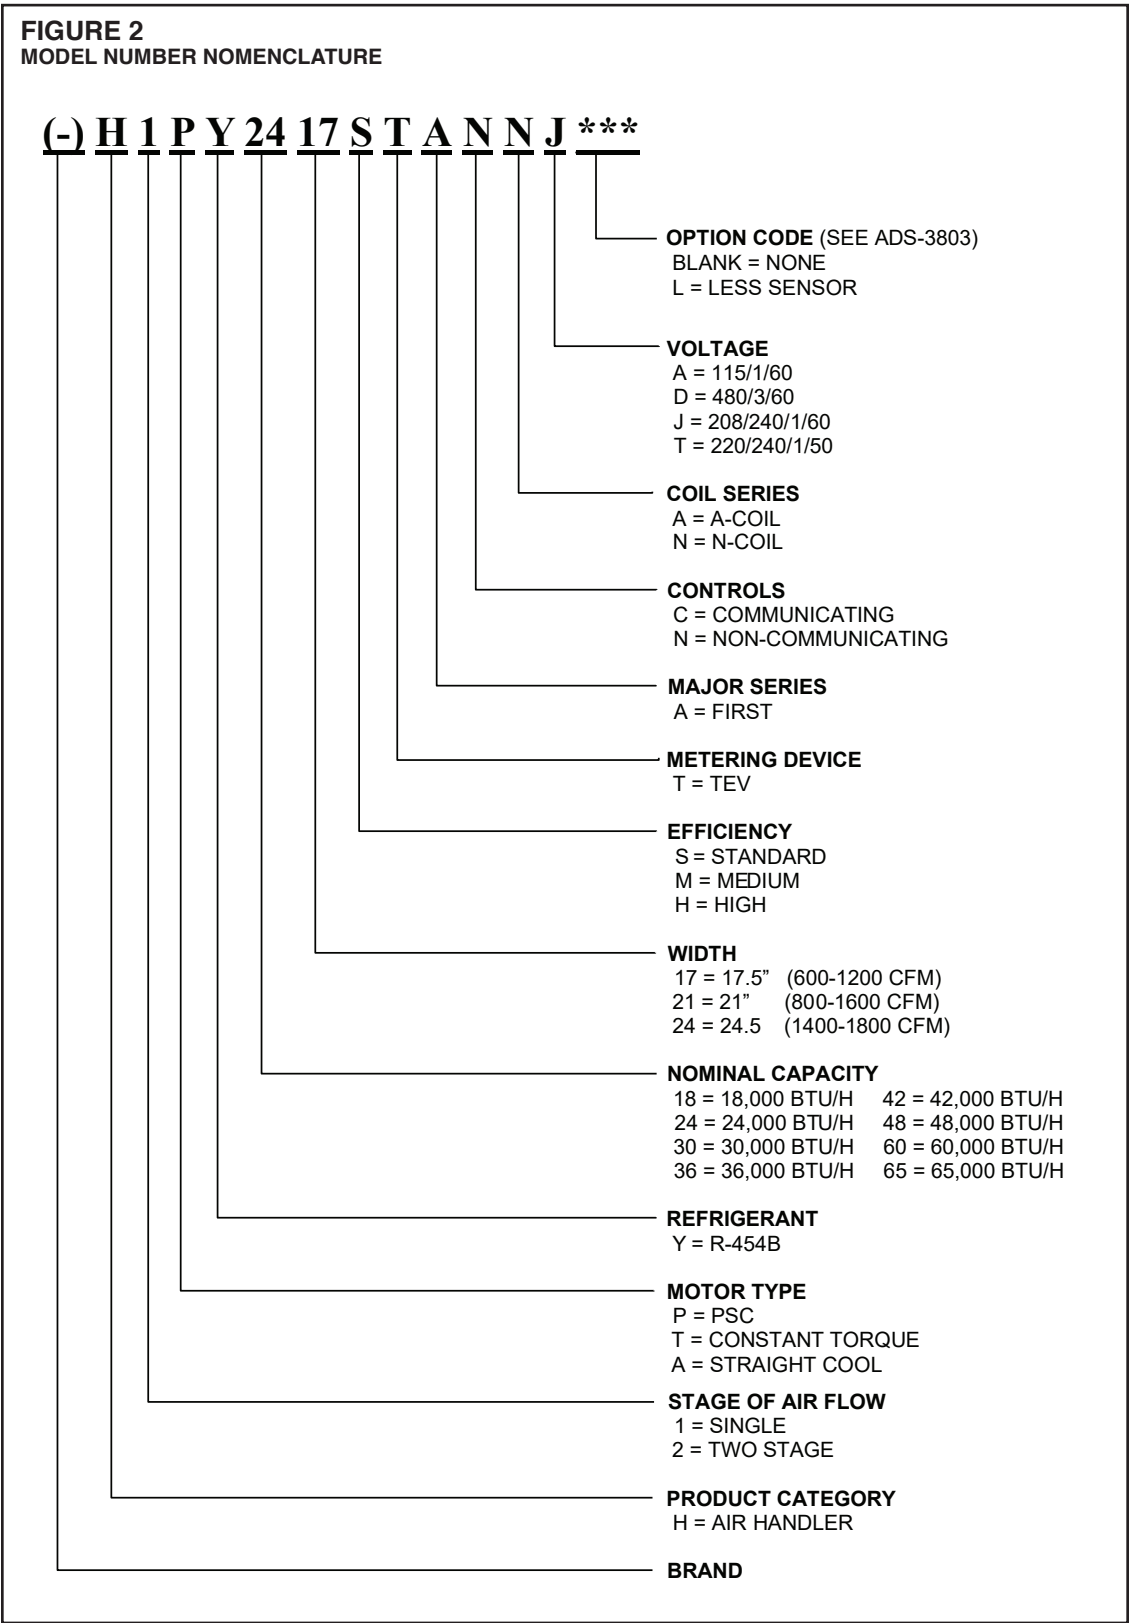 FIGURE 2
MODEL NUMBER NOMENCLATURE
(-) H 1 P Y 24 17 S T A N N J ***
OPTION CODE (SEE ADS-3803)
BLANK = NONE
L = LESS SENSOR
VOLTAGE
A = 115/1/60
D = 480/3/60
J = 208/240/1/60
T = 220/240/1/50
COIL SERIES
A = A-COIL
N = N-COIL
CONTROLS
C = COMMUNICATING
N = NON-COMMUNICATING
MAJOR SERIES
A = FIRST
METERING DEVICE
T = TEV
EFFICIENCY
S = STANDARD
M = MEDIUM
H = HIGH
WIDTH
17 = 17.5” (600-1200 CFM)
21 = 21” (800-1600 CFM)
24 = 24.5 (1400-1800 CFM)
NOMINAL CAPACITY
18 = 18,000 BTU/H 42 = 42,000 BTU/H
24 = 24,000 BTU/H 48 = 48,000 BTU/H
30 = 30,000 BTU/H 60 = 60,000 BTU/H
36 = 36,000 BTU/H 65 = 65,000 BTU/H
REFRIGERANT
Y = R-454B
MOTOR TYPE
P = PSC
T = CONSTANT TORQUE
A = STRAIGHT COOL
STAGE OF AIR FLOW
1 = SINGLE
2 = TWO STAGE
PRODUCT CATEGORY
H = AIR HANDLER
BRAND